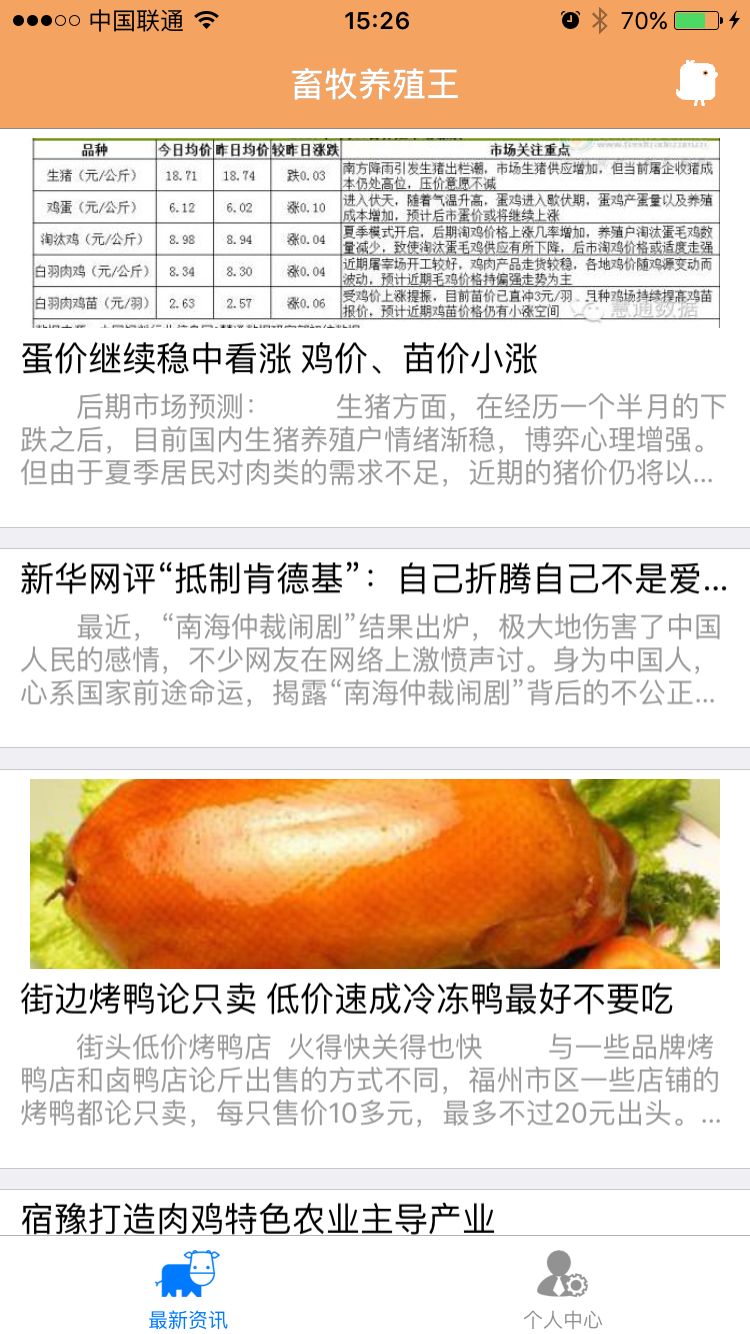 中国联通 15:26 70%
畜牧养殖王
品种 今日均价 昨日均价 较昨日涨跌 市场关注重点
生猪（元/公斤） 18.71 18.74 跌0.03 南方降雨引发生猪出栏潮，市场生猪供应增加，但当前屠企收猪成
本仍处高位，压价意愿不减
鸡蛋（元/公斤） 6.12 6.02 涨0.10 进入伏天，随着气温升高，蛋鸡进入歇伏期，蛋鸡产蛋量以及养殖
成本增加，预计后市蛋价或将继续上涨
淘汰鸡（元/公斤） 8.98 8.94 涨0.04 夏季模式开启，后期淘鸡价格上涨几率增加，养殖户淘汰蛋毛鸡数
量减少，致使淘汰蛋毛鸡供应有所下降，后市淘鸡价格或适度走强
白羽肉鸡（元/公斤） 8.34 8.30 涨0.04 近期屠宰场开工较好，鸡肉产品走货较稳，各地鸡价随鸡源变动而
波动，预计近期毛鸡价格持偏强走势为主
白羽肉鸡苗（元/羽） 2.63 2.57 涨0.06 受鸡价上涨提振，目前苗价已直冲3元/羽，且种鸡场持续提高鸡苗
报价，预计近期鸡苗价格仍有小涨空间
慧通数据
蛋价继续稳中看涨 鸡价、苗价小涨
后期市场预测： 生猪方面，在经历一个半月的下
跌之后，目前国内生猪养殖户情绪渐稳，博弈心理增强。
但由于夏季居民对肉类的需求不足，近期的猪价仍将以...
新华网评“抵制肯德基”：自己折腾自己不是爱...
最近，“南海仲裁闹剧”结果出炉，极大地伤害了中国
人民的感情，不少网友在网络上激愤声讨。身为中国人，
心系国家前途命运，揭露“南海仲裁闹剧”背后的不公正...
街边烤鸭论只卖 低价速成冷冻鸭最好不要吃
街头低价烤鸭店 火得快关得也快 与一些品牌烤
鸭店和卤鸭店论斤出售的方式不同，福州市区一些店铺的
烤鸭都论只卖，每只售价10多元，最多不过20元出头。...
宿豫打造肉鸡特色农业主导产业
最新资讯 个人中心